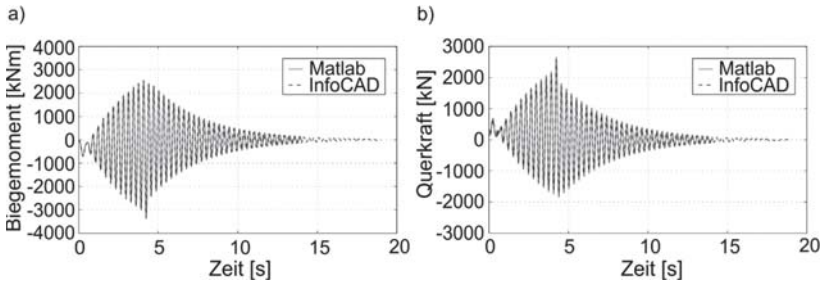 a)
4000
3000
2000
1000
0
-1000
-2000
-3000
-4000
Biegemoment [kNm]
Matlab
InfoCAD
0 5 10 15 20
Zeit [s]
b)
3000
2000
1000
0
-1000
-2000
-3000
Querkraft [kN]
Matlab
InfoCAD
0 5 10 15 20
Zeit [s]